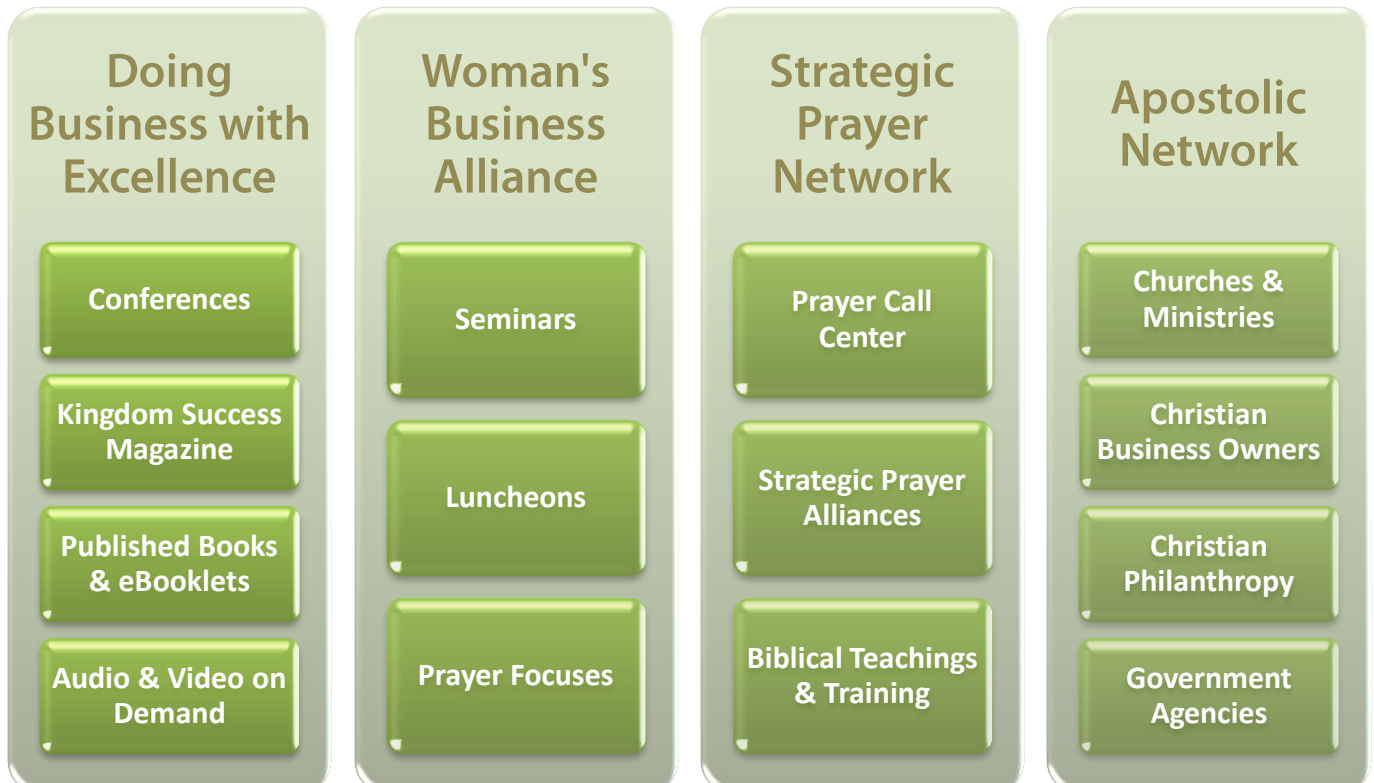 Doing
Business with
Excellence
Conferences
Kingdom Success
Magazine
Published Books
& eBooklets
Audio & Video on
Demand
Woman's
Business
Alliance
Seminars
Luncheons
Prayer Focuses
Strategic
Prayer
Network
Prayer Call
Center
Strategic Prayer
Alliances
Biblical Teachings
& Training
Apostolic
Network
Churches &
Ministries
Christian
Business Owners
Christian
Philanthropy
Government
Agencies